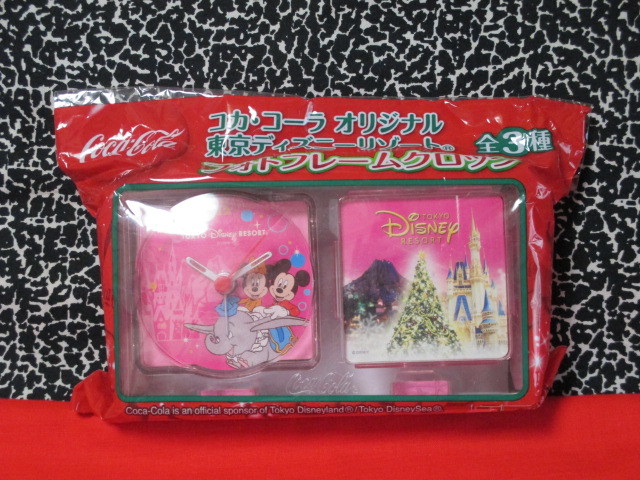 Coca-Cola
コカ・コーラ オリジナル
東京ディズニーリゾート®
フォトフレームクロック
全3種
TOKYO DISNEY RESORT
TOKYO
DISNEY
RESORT
Coca-Cola
Coca-Cola is an official sponsor of Tokyo Disneyland® / Tokyo DisneySea®